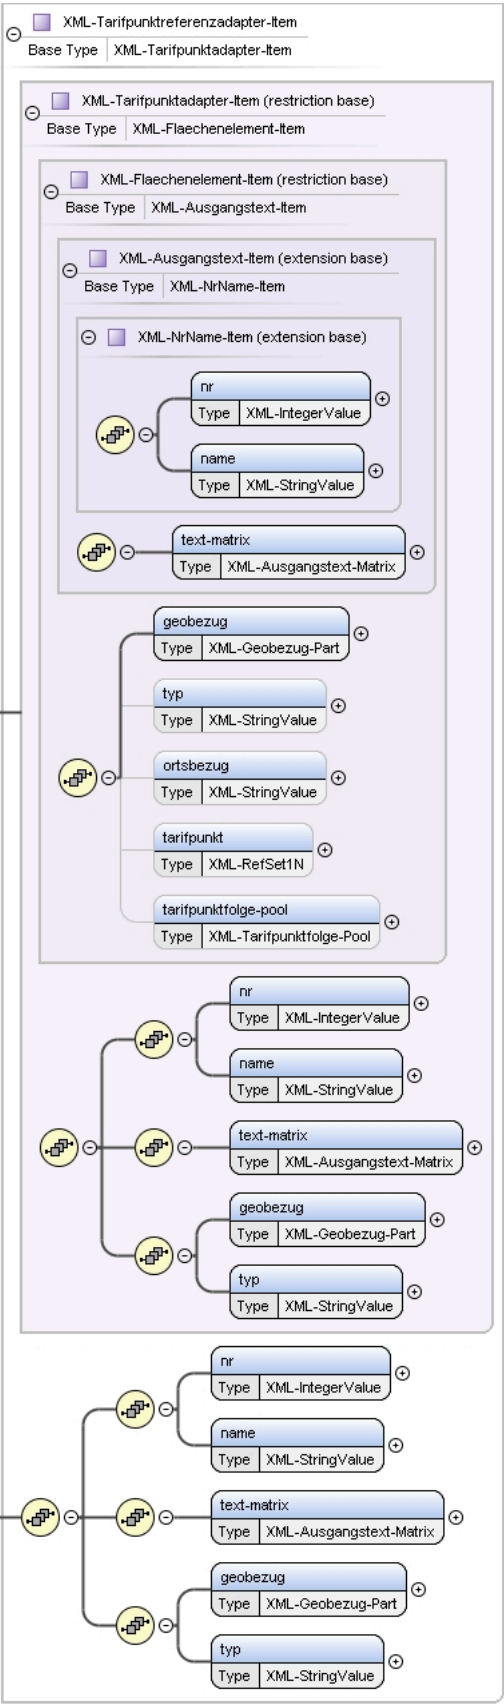 XML-Tarifpunktreferenzadapter-Item
Base Type XML-Tarifpunktadapter-Item
XML-Tarifpunktadapter-Item (restriction base)
Base Type XML-Flaechenelement-Item
XML-Flaechenelement-Item (restriction base)
Base Type XML-Ausgangstext-Item
XML-Ausgangstext-Item (extension base)
Base Type XML-NrName-Item
XML-NrName-Item (extension base)
nr
Type XML-IntegerValue
name
Type XML-StringValue
text-matrix
Type XML-Ausgangstext-Matrix
geobezug
Type XML-Geobezug-Part
typ
Type XML-StringValue
ortsbezug
Type XML-StringValue
tarifpunkt
Type XML-RefSet1N
tarifpunktfolge-pool
Type XML-Tarifpunktfolge-Pool
nr
Type XML-IntegerValue
name
Type XML-StringValue
text-matrix
Type XML-Ausgangstext-Matrix
geobezug
Type XML-Geobezug-Part
typ
Type XML-StringValue
nr
Type XML-IntegerValue
name
Type XML-StringValue
text-matrix
Type XML-Ausgangstext-Matrix
geobezug
Type XML-Geobezug-Part
typ
Type XML-StringValue